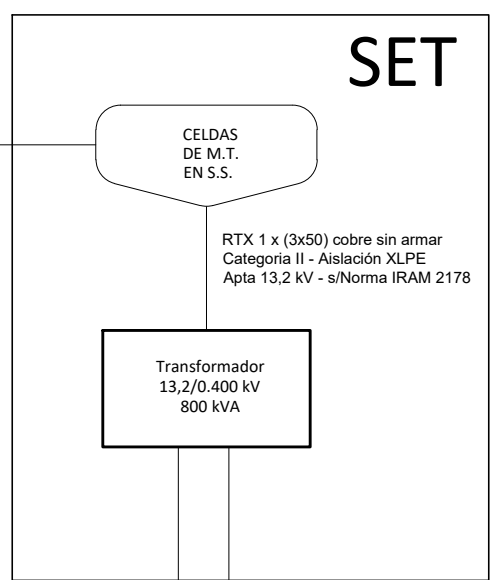 SET
CELDAS
DE M.T.
EN S.S.
RTX 1 x (3x50) cobre sin armar
Categoria II - Aislación XLPE
Apta 13,2 kV - s/Norma IRAM 2178
Transformador
13,2/0.400 kV
800 kVA